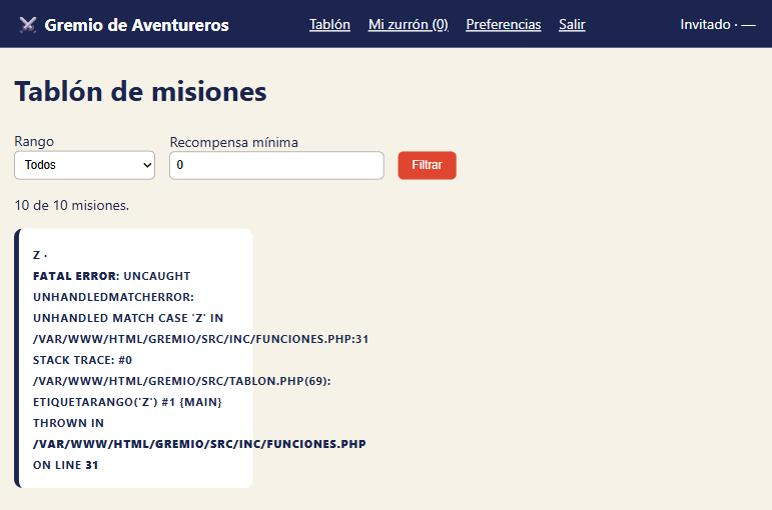 Gremio de Aventureros
Tablón Mi zurrón (0) Preferencias Salir
Invitado · —
Tablón de misiones
Rango
Recompensa mínima
Todos
0
Filtrar
10 de 10 misiones.
Z ·
FATAL ERROR: UNCAUGHT
UNHANDLEDMATCHERROR:
UNHANDLED MATCH CASE 'Z' IN
/VAR/WWW/HTML/GREMIO/SRC/INC/FUNCIONES.PHP:31
STACK TRACE: #0
/VAR/WWW/HTML/GREMIO/SRC/TABLON.PHP(69):
ETIQUETARANGO('Z') #1 {MAIN}
THROWN IN
/VAR/WWW/HTML/GREMIO/SRC/INC/FUNCIONES.PHP
ON LINE 31